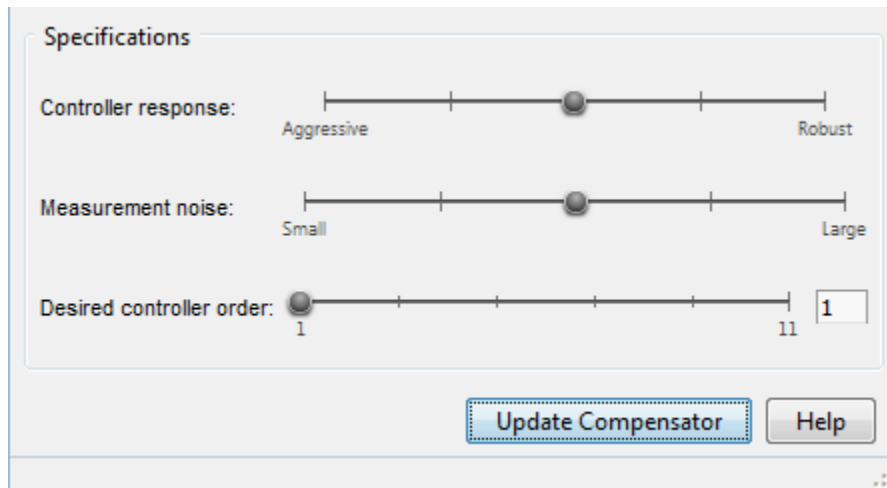 Specifications
Controller response:
Aggressive Robust
Measurement noise:
Small Large
Desired controller order: 1
1 11
Update Compensator Help